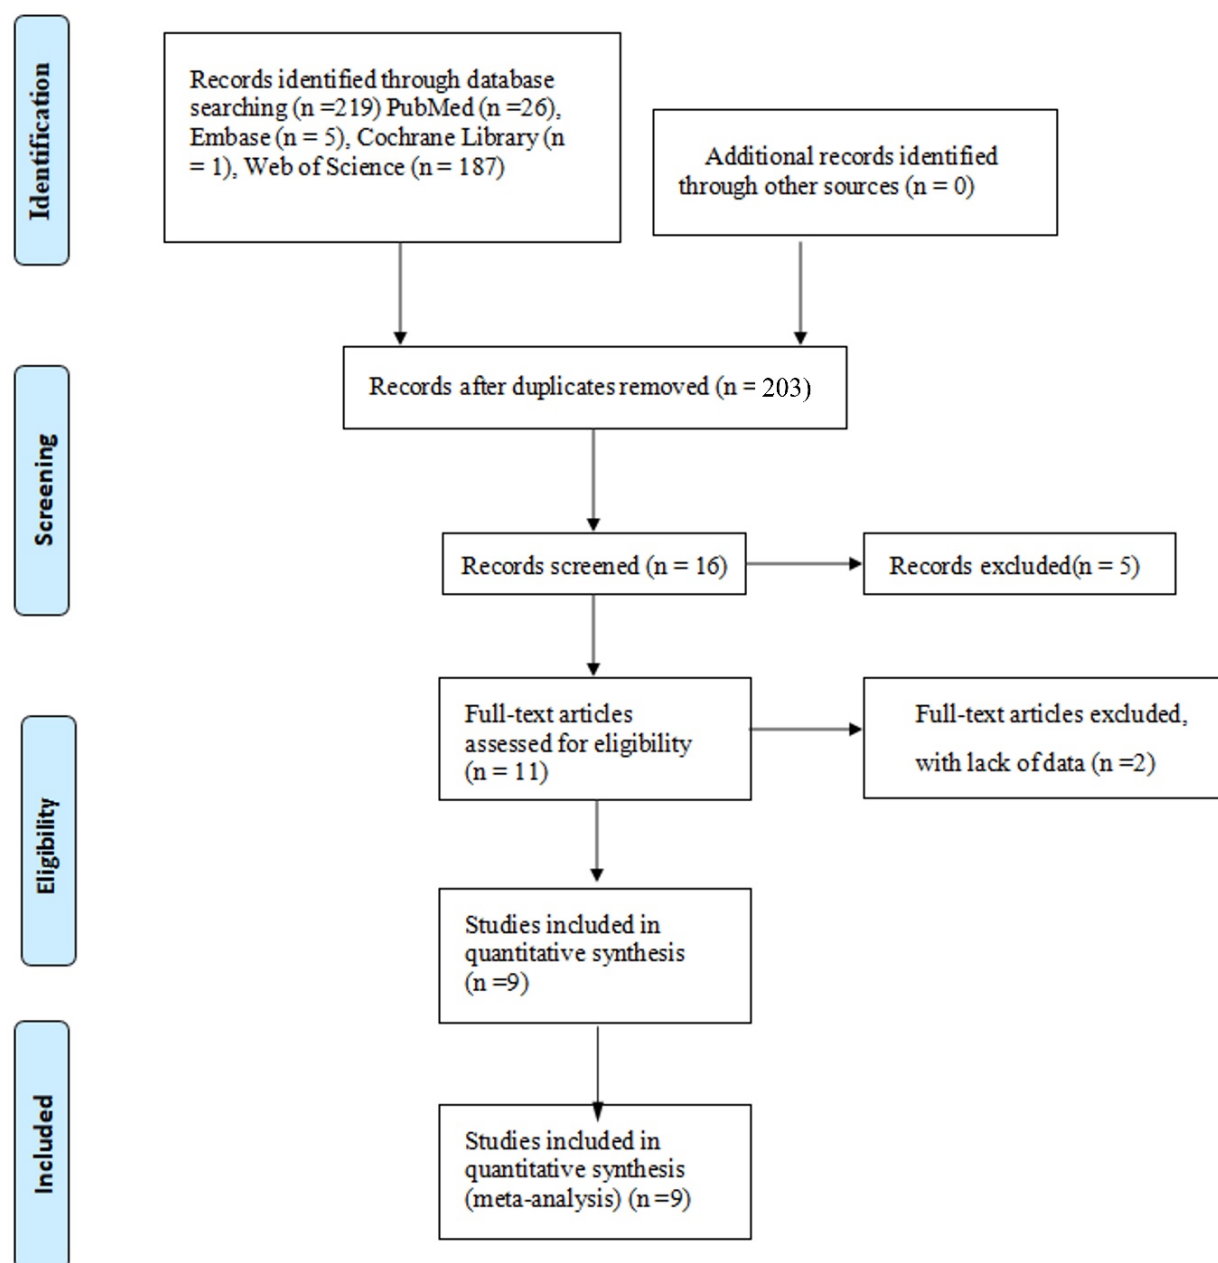 Identification
Records identified through database
searching (n =219) PubMed (n =26),
Embase (n = 5), Cochrane Library (n
= 1), Web of Science (n = 187)
Additional records identified
through other sources (n = 0)
Screening
Records after duplicates removed (n = 203)
Records screened (n = 16)
Records excluded(n = 5)
Eligibility
Full-text articles
assessed for eligibility
(n = 11)
Full-text articles excluded,
with lack of data (n =2)
Studies included in
quantitative synthesis
(n =9)
Included
Studies included in
quantitative synthesis
(meta-analysis) (n =9)